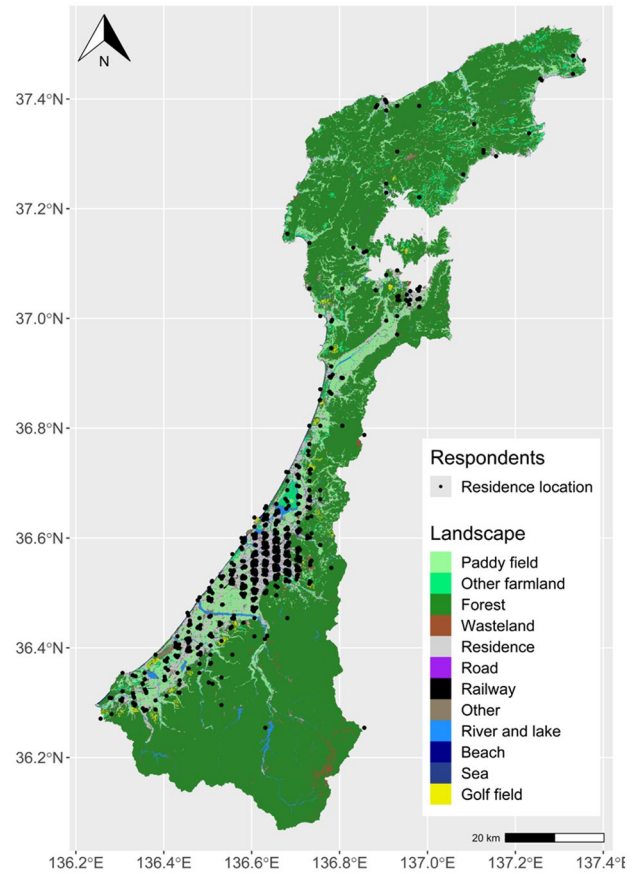 N
37.4°N
37.2°N
37.0°N
36.8°N
36.6°N
36.4°N
36.2°N
Respondents
Residence location
Landscape
Paddy field
Other farmland
Forest
Wasteland
Residence
Road
Railway
Other
River and lake
Beach
Sea
Golf field
20 km
136.2°E 136.4°E 136.6°E 136.8°E 137.0°E 137.2°E 137.4°E